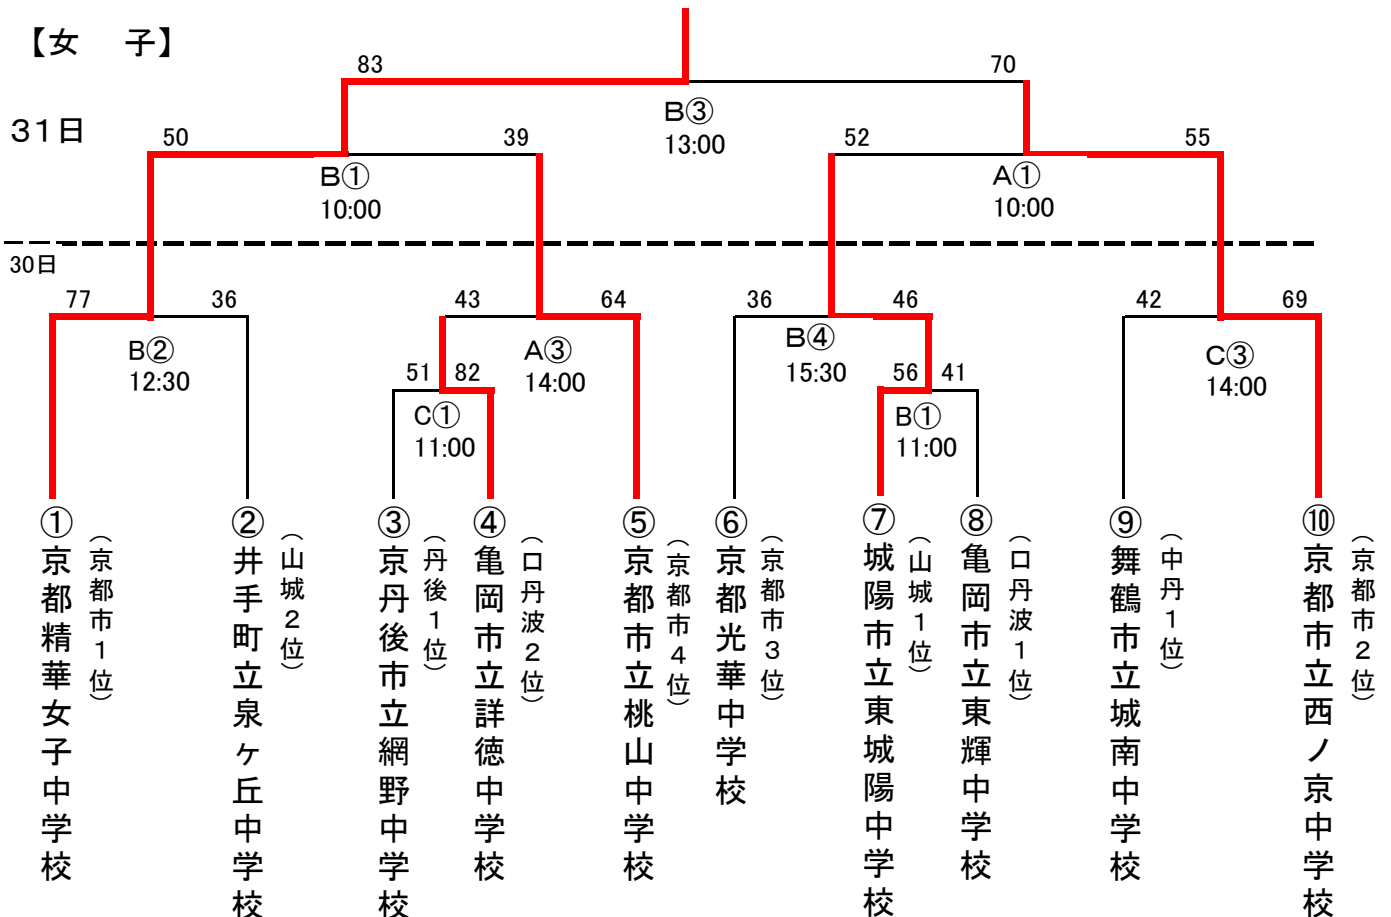 【女　子】
83
70
B③
13:00
31日
50
39
52
55
B①
10:00
A①
10:00
30日
77
36
43
64
36
46
42
69
B②
12:30
A③
14:00
B④
15:30
C③
14:00
51
82
56
41
C①
11:00
B①
11:00
①京都精華女子中学校
（京都市1位）
②井手町立泉ヶ丘中学校
（山城2位）
③京丹後市立網野中学校
（丹後1位）
④亀岡市立詳徳中学校
（口丹波2位）
⑤京都市立桃山中学校
（京都市4位）
⑥京都光華中学校
（京都市3位）
⑦城陽市立東城陽中学校
（山城1位）
⑧亀岡市立東輝中学校
（口丹波1位）
⑨舞鶴市立城南中学校
（中丹1位）
⑩京都市立西ノ京中学校
（京都市2位）